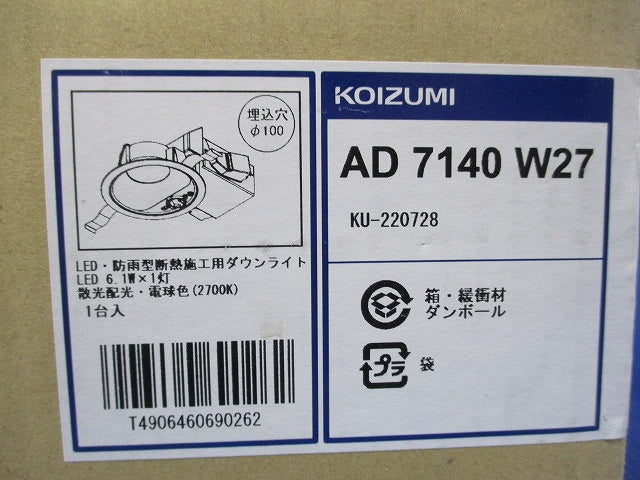 埋込穴
φ100
LED・防雨型断熱施工用ダウンライト
LED 6.1W×1灯
散光配光・電球色(2700K)
1台入
T4906460690262
KOIZUMI
AD 7140 W27
KU-220728
箱・緩衝材
ダンボール
プラ
袋